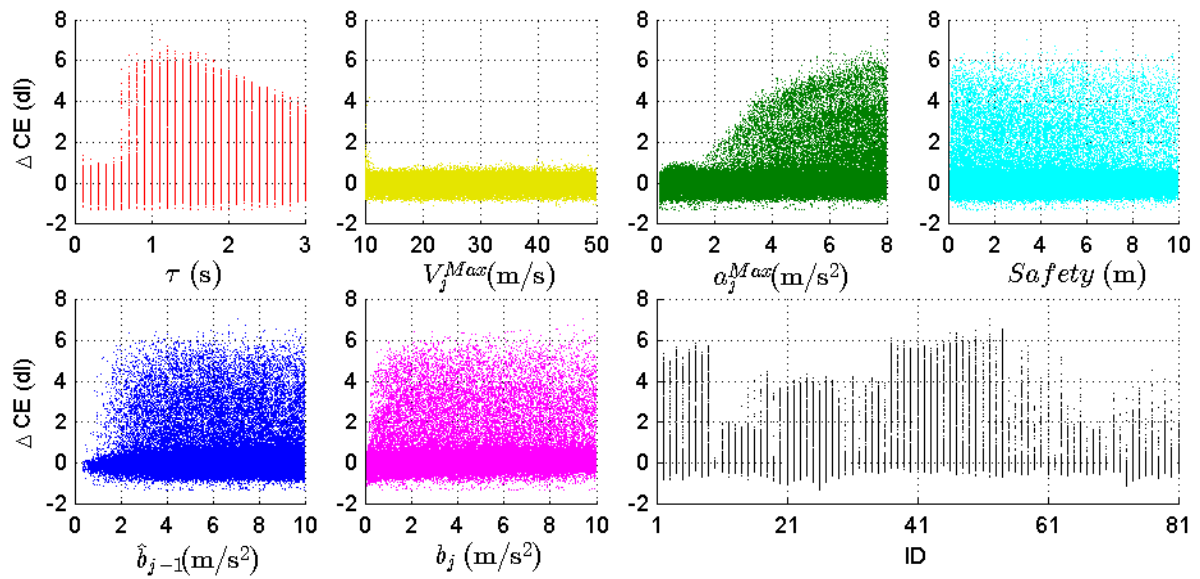 8 8 8 8
6 6 6 6
Δ CE (dl) 4 4 4 4
2 2 2 2
0 0 0 0
-2 -2 -2 -2
0 1 2 3 10 20 30 40 50 0 2 4 6 8 0 2 4 6 8 10
τ (s) V_j^{Max}(m/s) a_j^{Max}(m/s²) Safety (m)
8 8 8
6 6 6
Δ CE (dl) 4 4 4
2 2 2
0 0 0
-2 -2 -2
0 2 4 6 8 10 0 2 4 6 8 10 1 21 41 61 81
b̂_{j-1}(m/s²) b_j (m/s²) ID